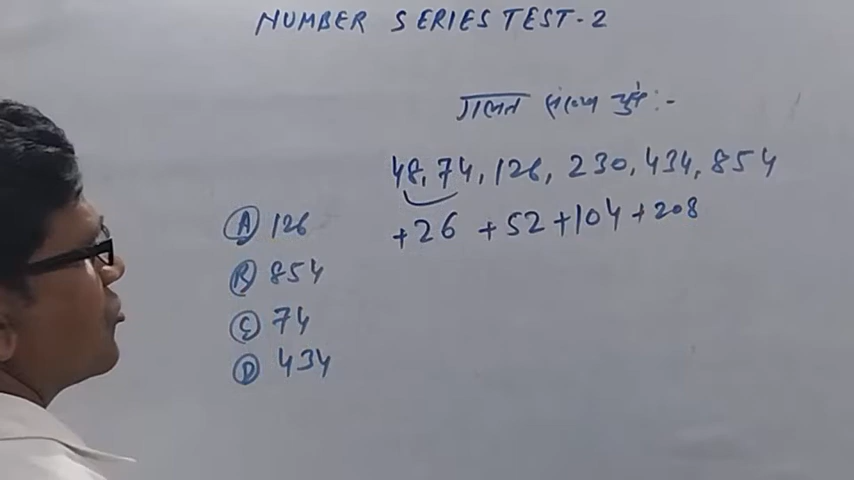 NUMBER SERIES TEST-2
गलत संख्या चुनें :-
48, 74, 126, 230, 434, 854
+26 +52 +104 +208
(A) 126
(B) 854
(C) 74
(D) 434